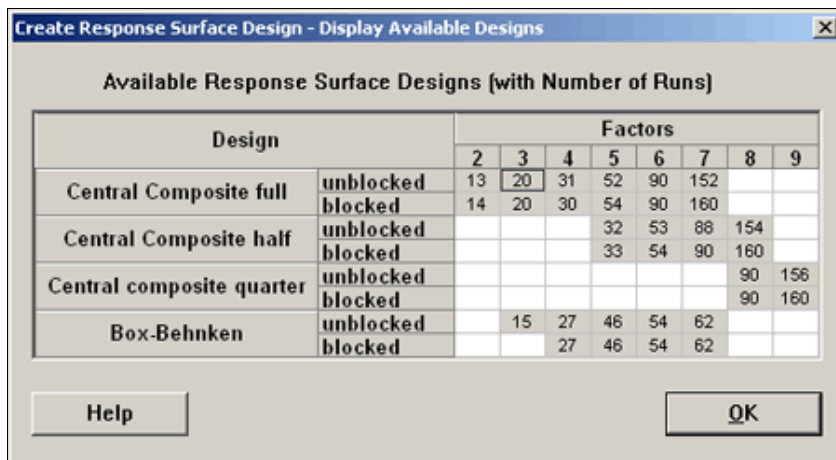 Create Response Surface Design - Display Available Designs
Available Response Surface Designs (with Number of Runs)
Design Factors
2 3 4 5 6 7 8 9
Central Composite full unblocked 13 20 31 52 90 152
blocked 14 20 30 54 90 160
Central Composite half unblocked 32 53 88 154
blocked 33 54 90 160
Central composite quarter unblocked 90 156
blocked 90 160
Box-Behnken unblocked 15 27 46 54 62
blocked 27 46 54 62
Help OK